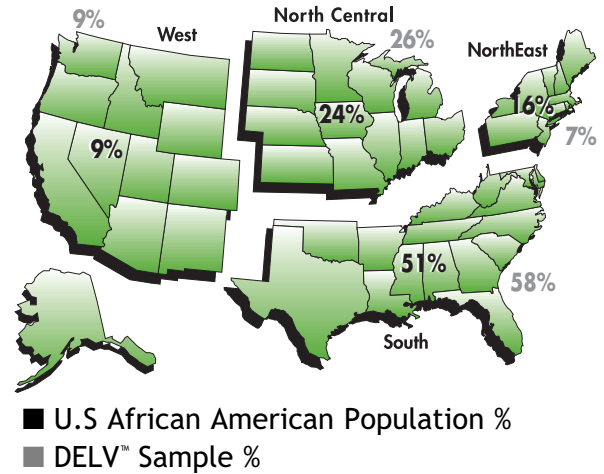 9%
West
North Central
26%
NorthEast
16%
7%
24%
9%
51%
58%
South
U.S African American Population %
DELV™ Sample %